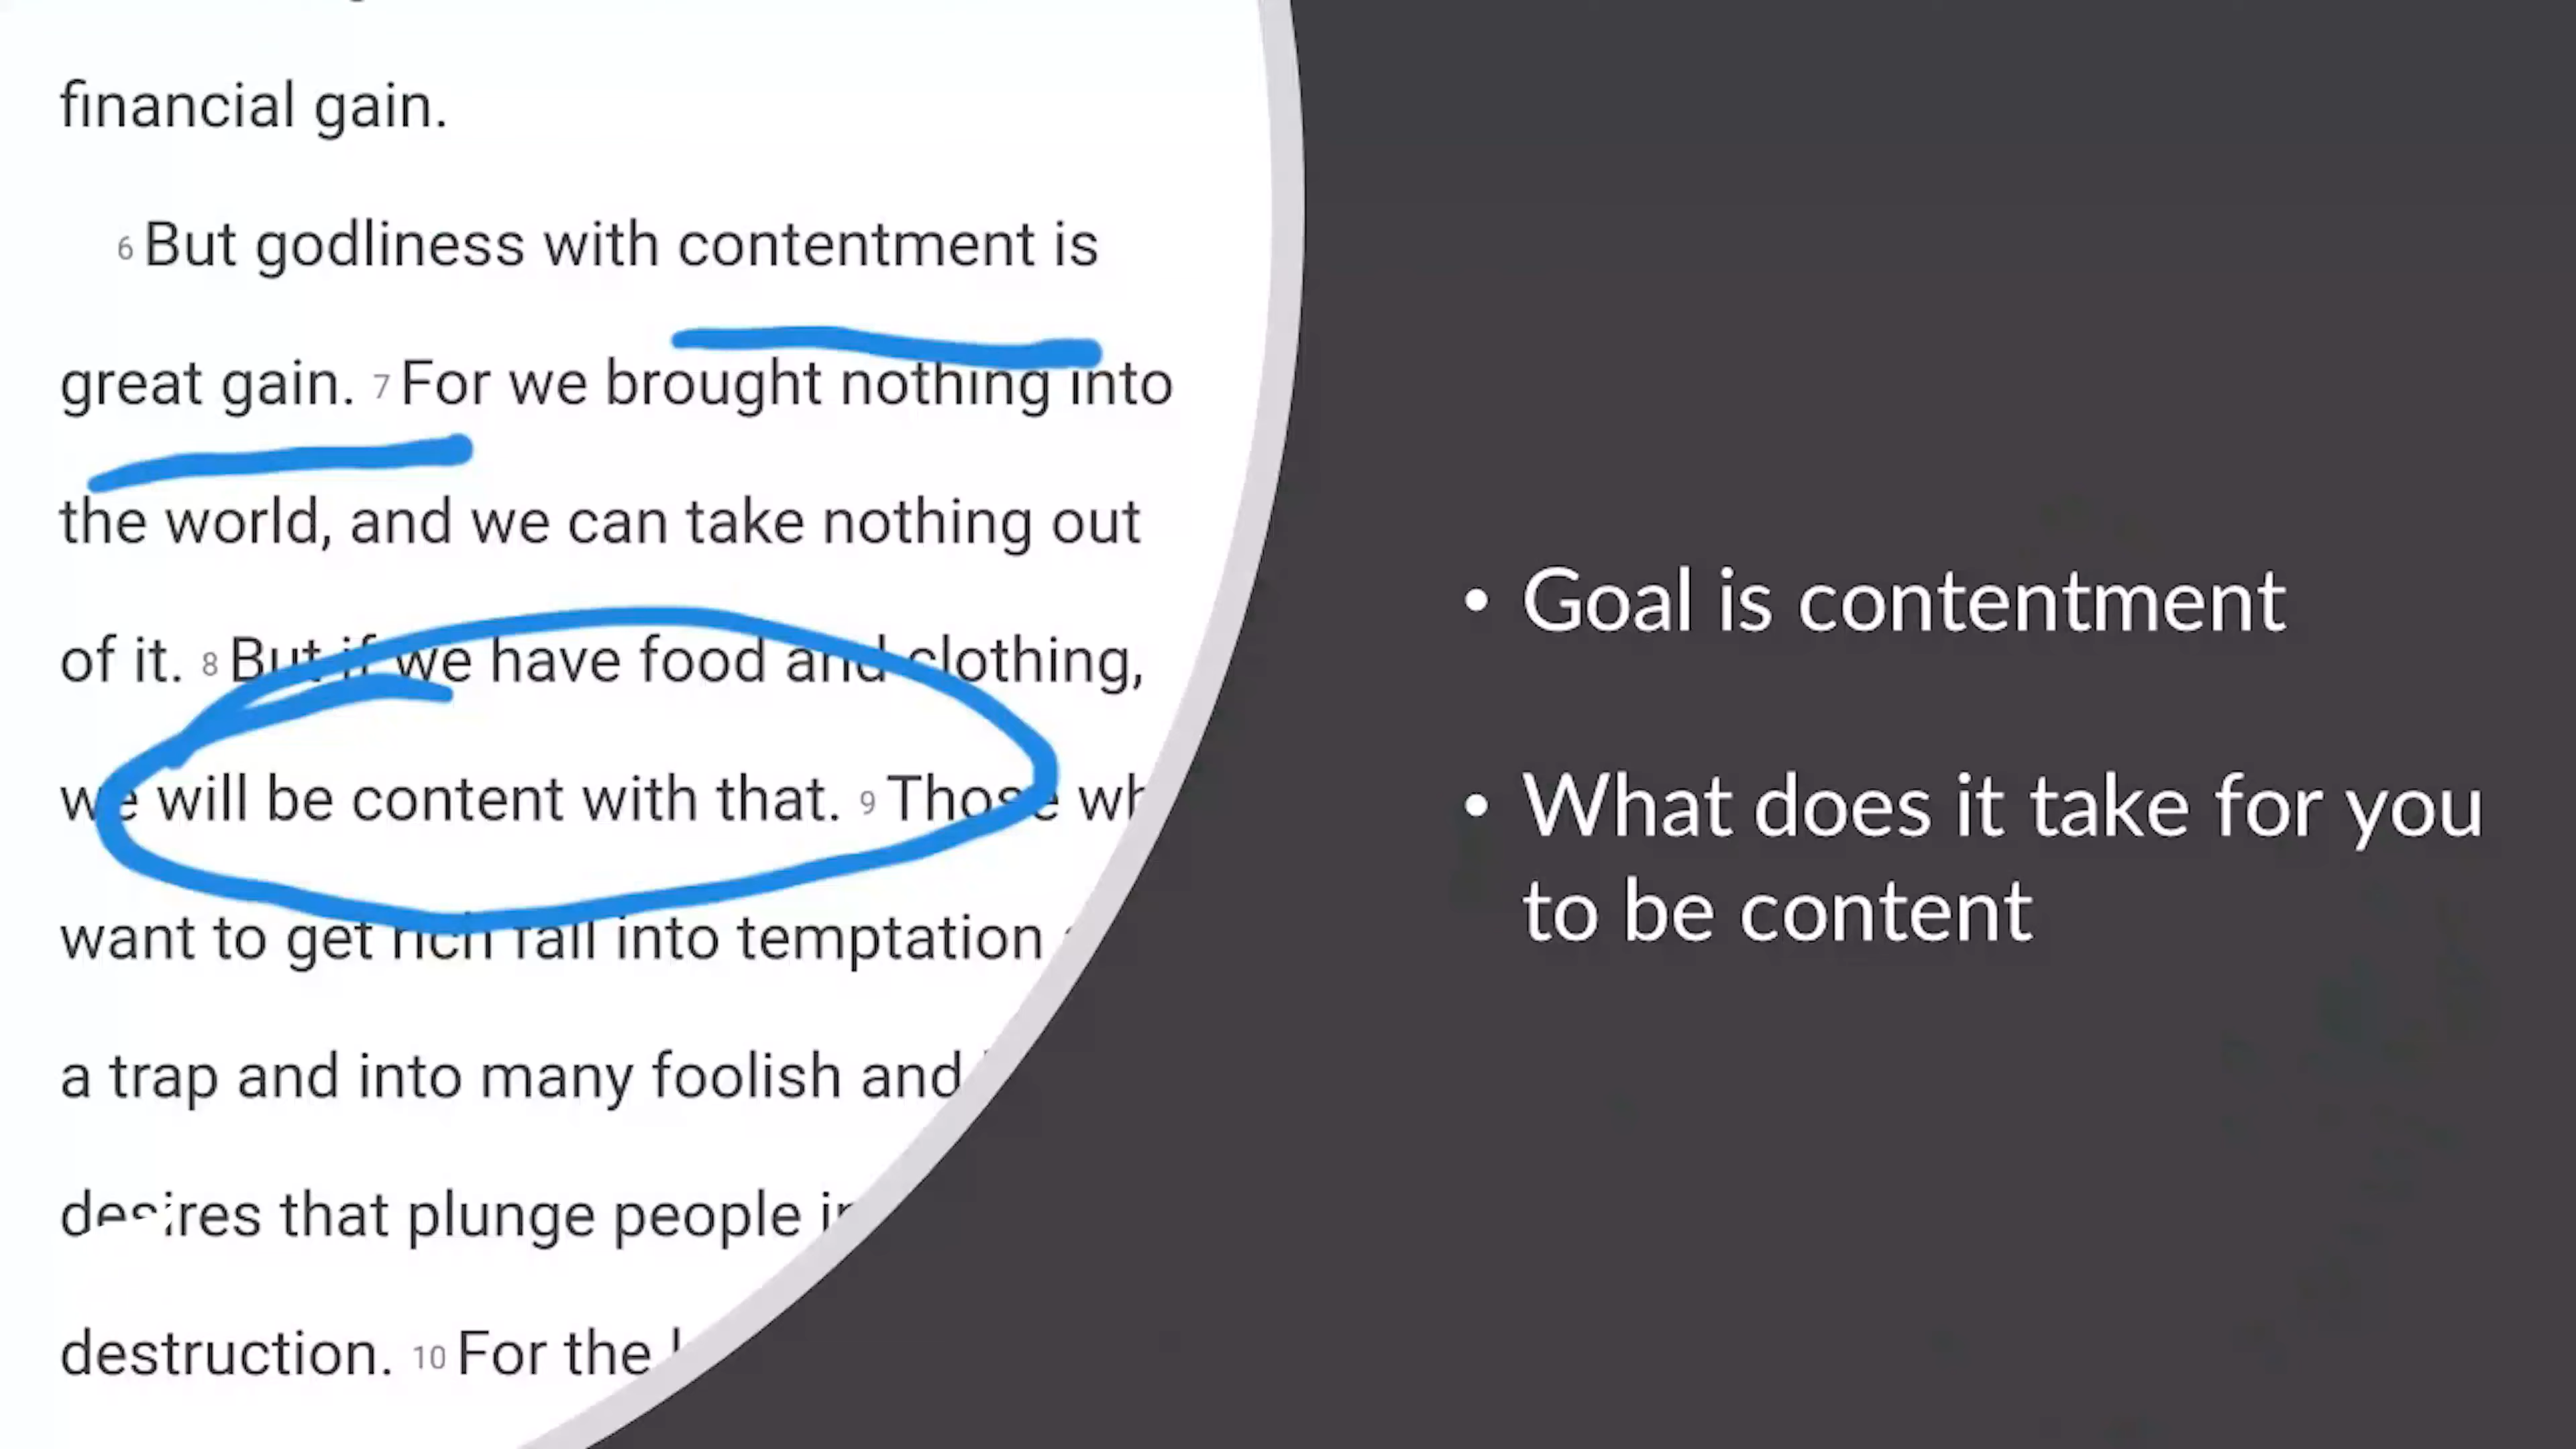 financial gain.
6 But godliness with contentment is
great gain. 7 For we brought nothing into
the world, and we can take nothing out
of it. 8 But if we have food and clothing,
we will be content with that. 9 Those
want to get rich fall into temptation
a trap and into many foolish and
desires that plunge people
destruction. 10 For the
• Goal is contentment
• What does it take for you
to be content